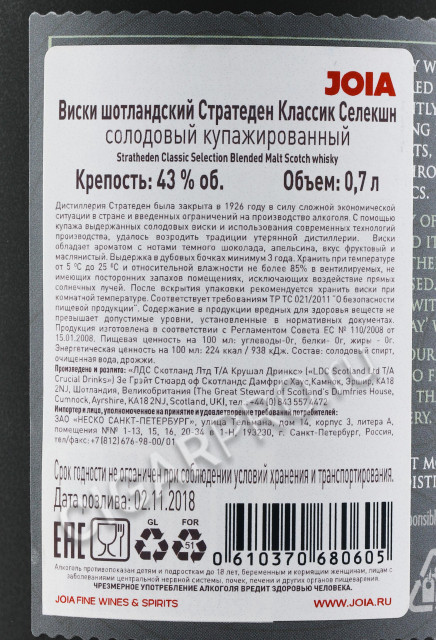 JOIA
Виски шотландский Стратеден Классик Селекшн
солодовый купажированный
Stratheden Classic Selection Blended Malt Scotch whisky
Крепость: 43 % об. Объем: 0,7 л
Дистиллерия Стратеден была закрыта в 1926 году в силу сложной экономической
ситуации в стране и введенных ограничений на производство алкоголя. С помощью
купажа выдержанных солодовых виски и использования современных технологий
производства, удалось возродить традиции утерянной дистиллерии. Виски
обладает ароматом с нотами темного шоколада, апельсина, вкус фруктовый и
маслянистый. Выдержка в дубовых бочках минимум 3 года. Хранить при температуре
от 5 °C до 25 °C и относительной влажности не более 85% в вентилируемых, не
имеющих посторонних запахов помещениях, исключающих воздействие прямых
солнечных лучей. После вскрытия упаковки рекомендуется хранить виски при
комнатной температуре. Соответствует требованиям ТР ТС 021/2011 "О безопасности
пищевой продукции". Содержание в продукции вредных для здоровья веществ не
превышает допустимые уровни, установленные в нормативных документах.
Продукция изготовлена в соответствии с Регламентом Совета ЕС № 110/2008 от
15.01.2008. Пищевая ценность на 100 мл: углеводы-0г, белки- 0г, жиры - 0г.
Энергетическая ценность на 100 мл: 224 ккал / 938 кДж. Состав: солодовый спирт,
очищенная вода, дрожжи.
Произведено и розлито: «ЛДС Скотланд Лтд Т/А Крушал Дринкс» («LDC Scotland Ltd T/A
Crucial Drinks») Зе Грэйт Стюард оф Скотландс Дамфрис Хаус, Камнок, Эршир, KA18
2NJ, Шотландия, Великобритания (The Great Steward of Scotland's Dumfries House,
Cumnock, Ayrshire, KA18 2NJ, Scotland, UK), тел. +44 (0) 843 5577 472
Импортер и лицо, уполномоченное на принятие и удовлетворение претензий от потребителей:
ЗАО "НЕСКО САНКТ-ПЕТЕРБУРГ", улица Тельмана, дом 14, корпус 3, литера А,
помещения №№ 1-13, 15, 16, 20-34 в 1-Н, 193230, г. Санкт-Петербург, Россия,
тел/факс:+7 (812) 676-98-00/ 01
Срок годности не ограничен при соблюдении условий хранения и транспортирования.
Дата розлива: 02.11.2018
EAC
GL
FOR
51
0 610370 680605
Алкоголь противопоказан детям и подросткам до 18 лет, беременным и кормящим женщинам, лицам с
заболеваниями центральной нервной системы, почек, печени и других органов пищеварения.
ЧРЕЗМЕРНОЕ УПОТРЕБЛЕНИЕ АЛКОГОЛЯ ВРЕДИТ ЗДОРОВЬЮ ЧЕЛОВЕКА.
JOIA FINE WINES & SPIRITS WWW.JOIA.RU